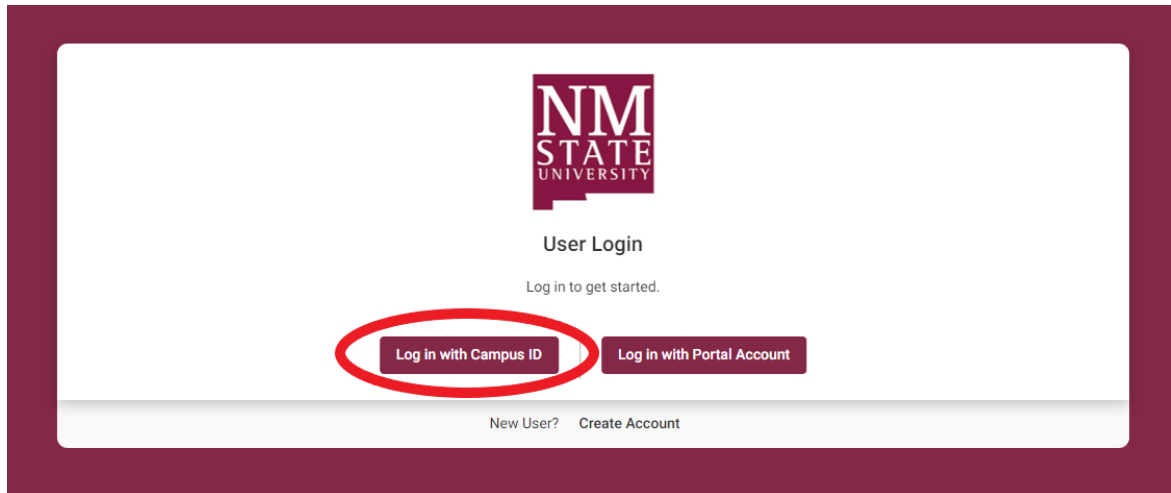 NM
STATE
UNIVERSITY
User Login
Log in to get started.
Log in with Campus ID
Log in with Portal Account
New User? Create Account